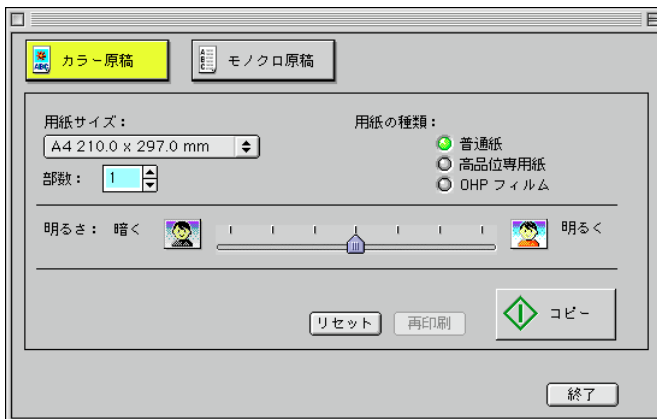 カラー原稿
モノクロ原稿
用紙サイズ：
A4 210.0 x 297.0 mm
部数： 1
用紙の種類：
普通紙
高品位専用紙
OHP フィルム
明るさ： 暗く 明るく
リセット
再印刷
コピー
終了